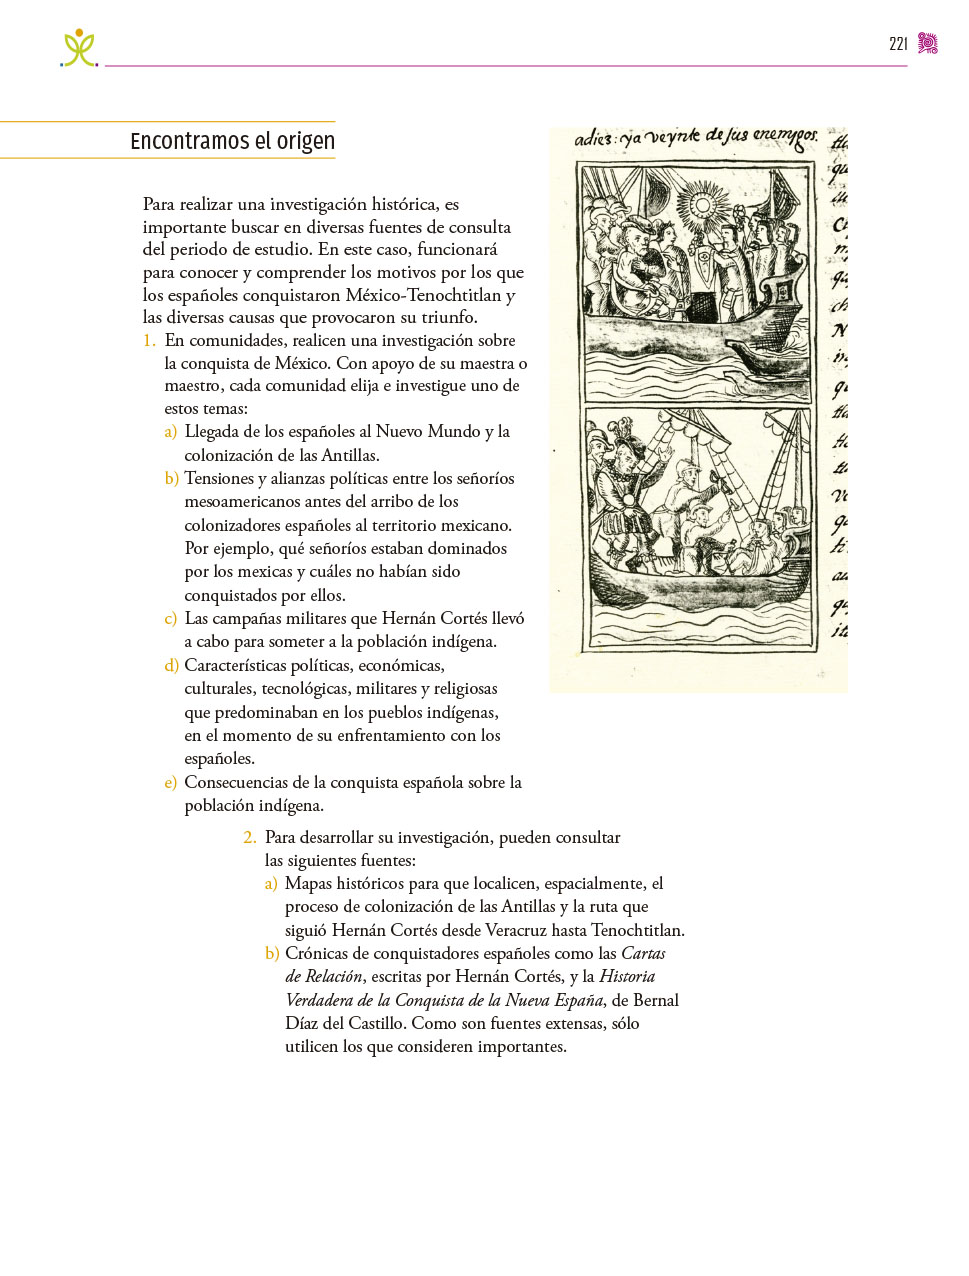 221
Encontramos el origen
Para realizar una investigación histórica, es
importante buscar en diversas fuentes de consulta
del periodo de estudio. En este caso, funcionará
para conocer y comprender los motivos por los que
los españoles conquistaron México-Tenochtitlan y
las diversas causas que provocaron su triunfo.
1. En comunidades, realicen una investigación sobre
la conquista de México. Con apoyo de su maestra o
maestro, cada comunidad elija e investigue uno de
estos temas:
a) Llegada de los españoles al Nuevo Mundo y la
colonización de las Antillas.
b) Tensiones y alianzas políticas entre los señoríos
mesoamericanos antes del arribo de los
colonizadores españoles al territorio mexicano.
Por ejemplo, qué señoríos estaban dominados
por los mexicas y cuáles no habían sido
conquistados por ellos.
c) Las campañas militares que Hernán Cortés llevó
a cabo para someter a la población indígena.
d) Características políticas, económicas,
culturales, tecnológicas, militares y religiosas
que predominaban en los pueblos indígenas,
en el momento de su enfrentamiento con los
españoles.
e) Consecuencias de la conquista española sobre la
población indígena.
2. Para desarrollar su investigación, pueden consultar
las siguientes fuentes:
a) Mapas históricos para que localicen, espacialmente, el
proceso de colonización de las Antillas y la ruta que
siguió Hernán Cortés desde Veracruz hasta Tenochtitlan.
b) Crónicas de conquistadores españoles como las Cartas
de Relación, escritas por Hernán Cortés, y la Historia
Verdadera de la Conquista de la Nueva España, de Bernal
Díaz del Castillo. Como son fuentes extensas, sólo
utilicen los que consideren importantes.
adiez: ya veynte de sus enemygos.